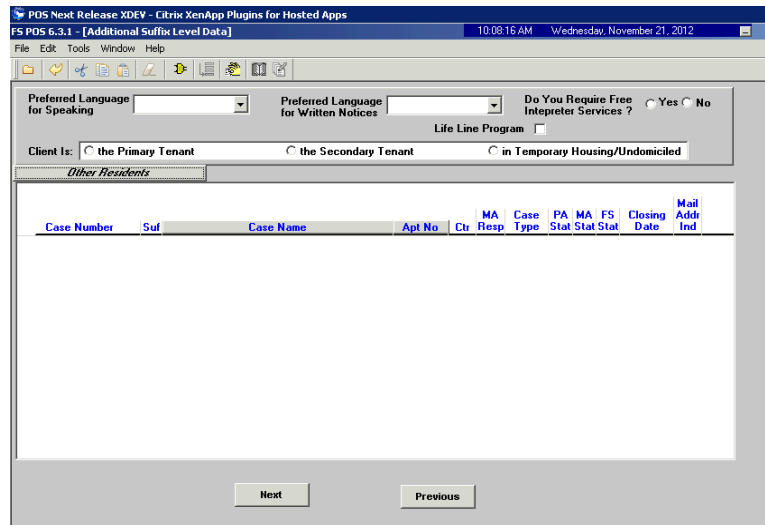 POS Next Release XDEV - Citrix XenApp Plugins for Hosted Apps
FS POS 6.3.1 - [Additional Suffix Level Data] 10:08:16 AM Wednesday, November 21, 2012
File Edit Tools Window Help
Preferred Language for Speaking
Preferred Language for Written Notices
Do You Require Free Intepreter Services ? Yes No
Life Line Program
Client Is: the Primary Tenant the Secondary Tenant in Temporary Housing/Undomiciled
Other Residents
Case Number Suf Case Name Apt No Ctr MA Resp Case Type PA Stat MA Stat FS Stat Closing Date Mail Addr Ind
Next Previous